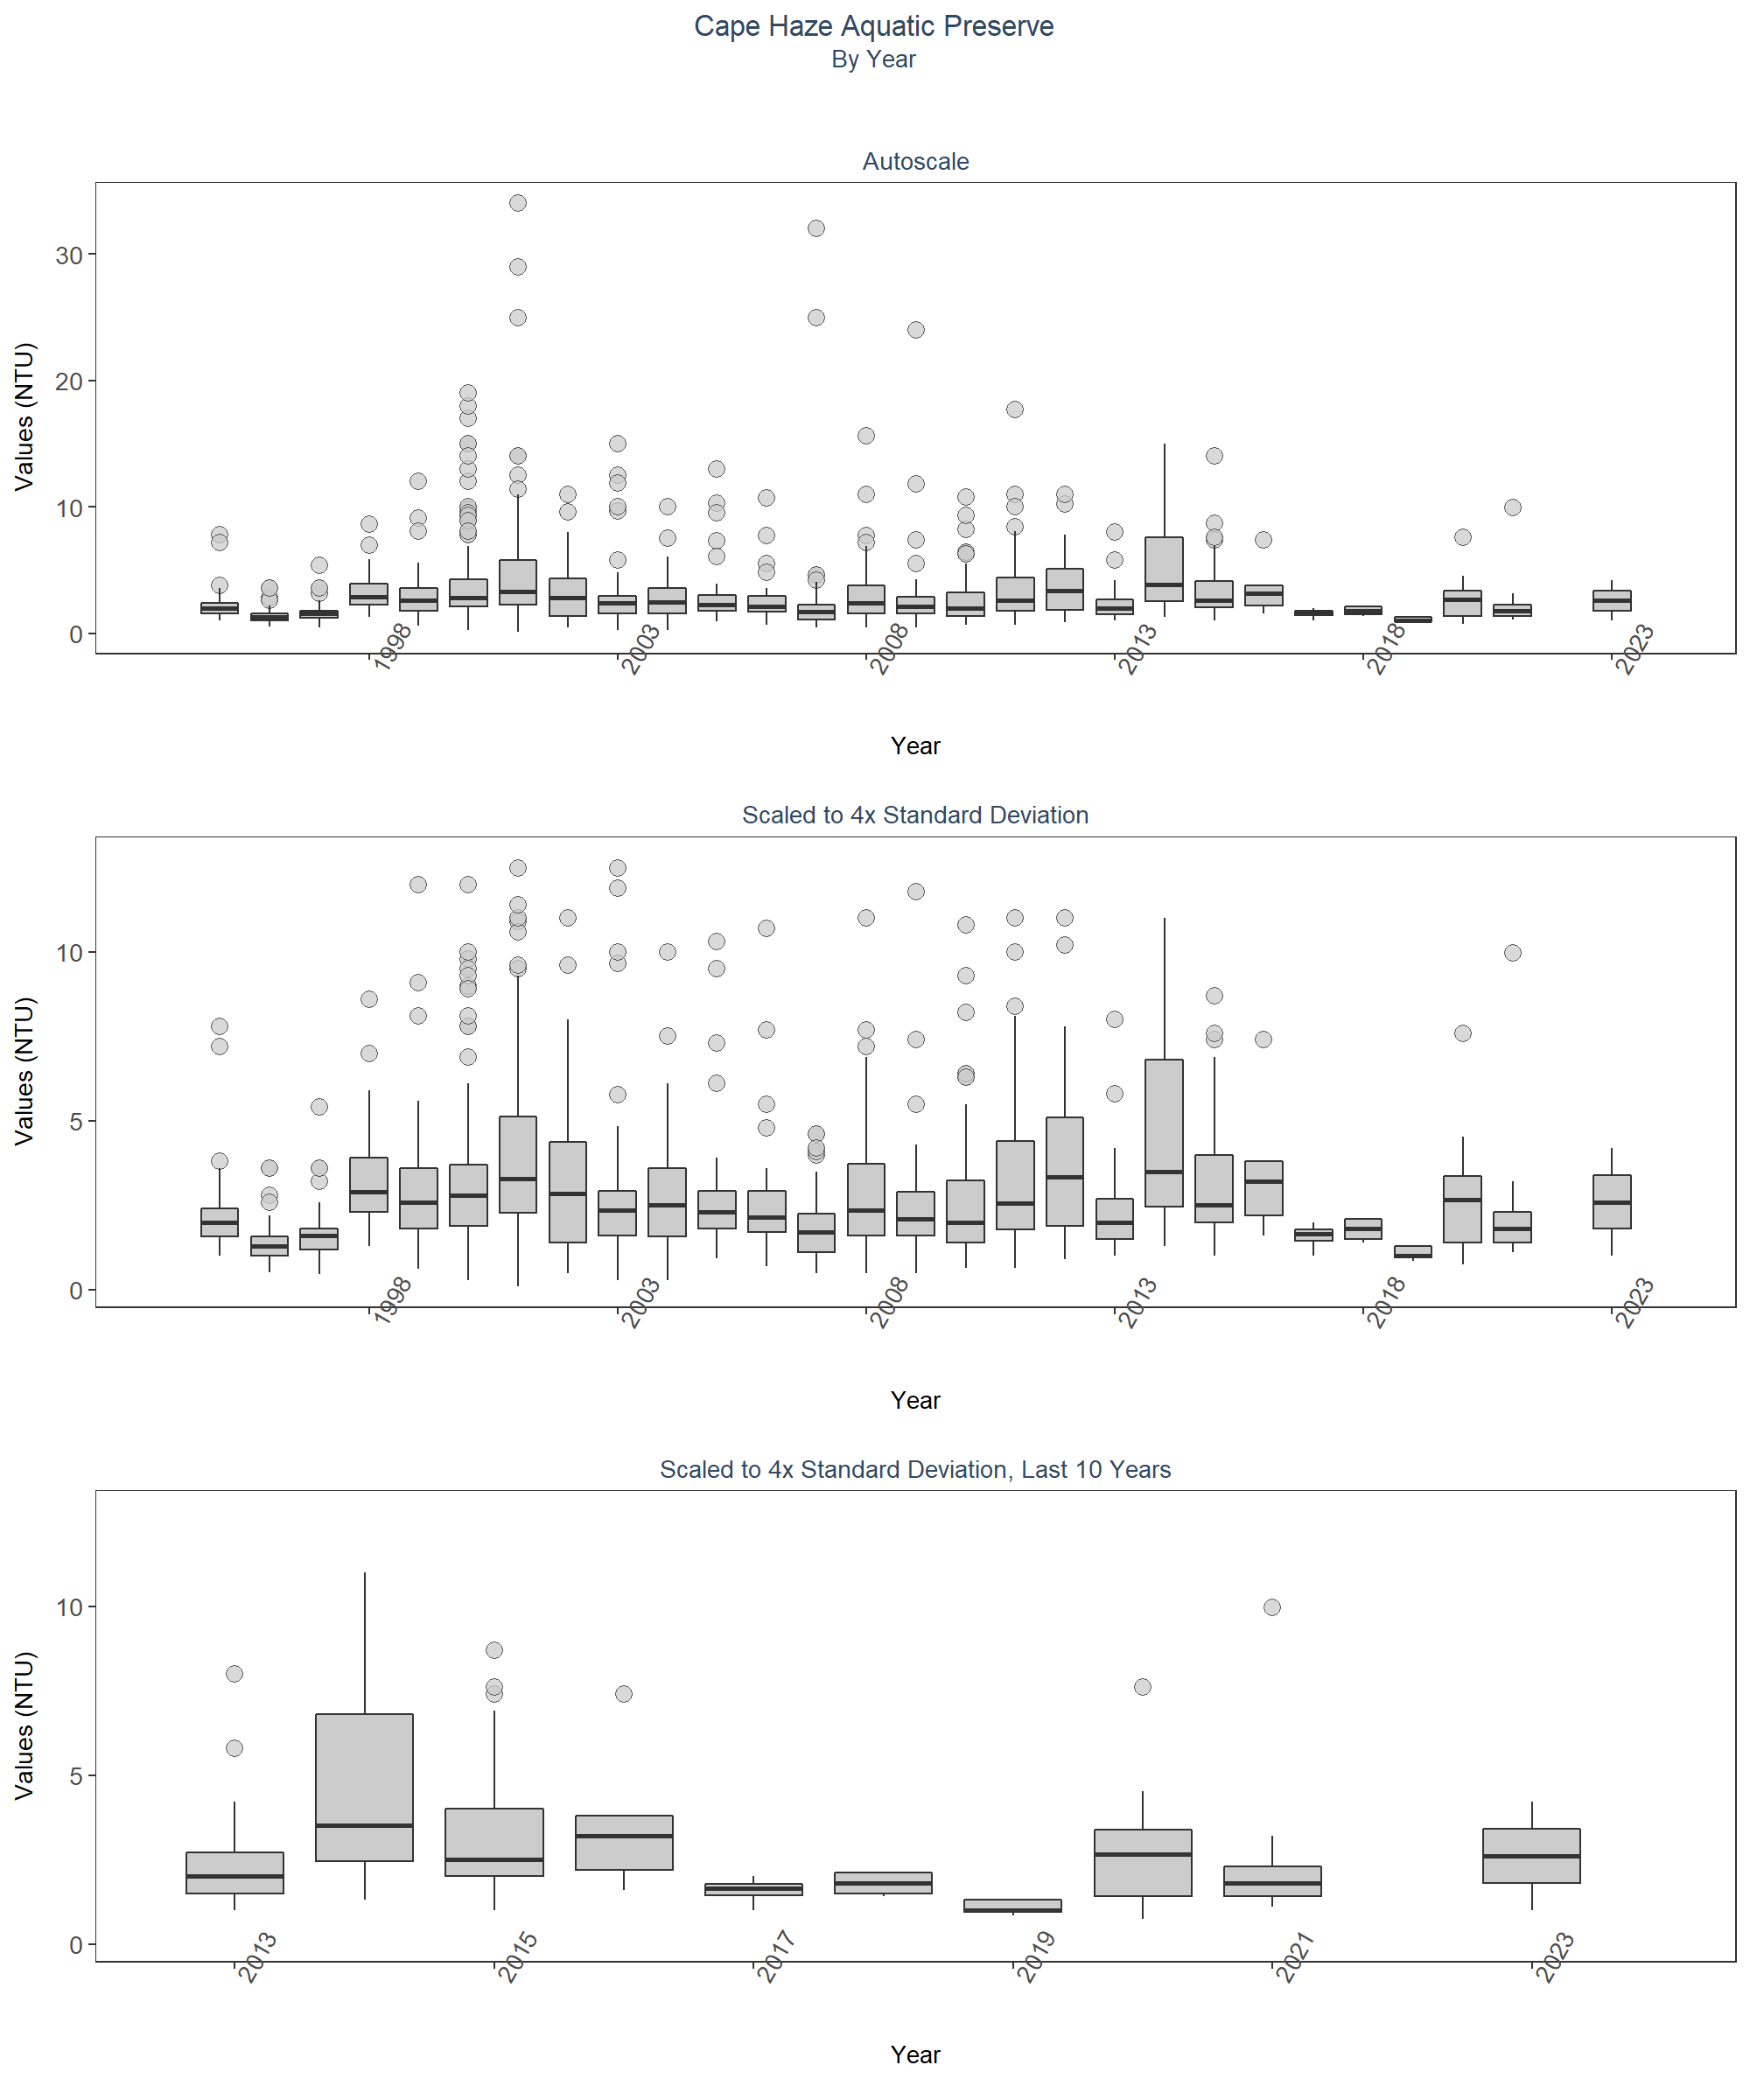 Cape Haze Aquatic Preserve
By Year
Autoscale
Values (NTU)
30
20
10
0
1998
2003
2008
2013
2018
2023
Year
Scaled to 4x Standard Deviation
Values (NTU)
10
5
0
1998
2003
2008
2013
2018
2023
Year
Scaled to 4x Standard Deviation, Last 10 Years
Values (NTU)
10
5
0
2013
2015
2017
2019
2021
2023
Year